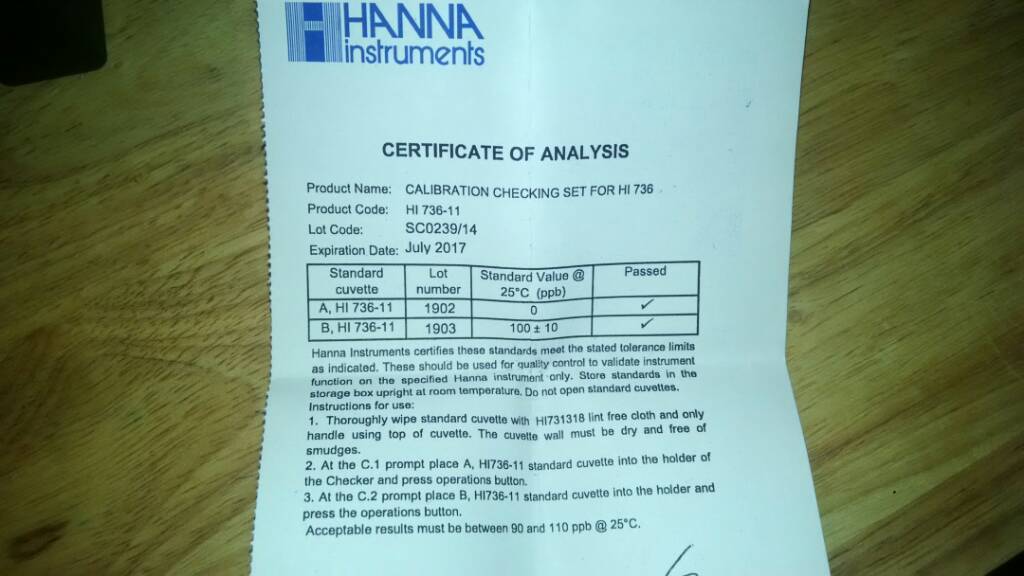 HANNA
instruments
CERTIFICATE OF ANALYSIS
Product Name: CALIBRATION CHECKING SET FOR HI 736
Product Code: HI 736-11
Lot Code: SC0239/14
Expiration Date: July 2017
Standard cuvette Lot number Standard Value @ 25°C (ppb) Passed
A, HI 736-11 1902 0 ✓
B, HI 736-11 1903 100 ± 10 ✓
Hanna Instruments certifies these standards meet the stated tolerance limits
as indicated. These should be used for quality control to validate instrument
function on the specified Hanna instrument only. Store standards in the
storage box upright at room temperature. Do not open standard cuvettes.
Instructions for use:
1. Thoroughly wipe standard cuvette with HI731318 lint free cloth and only
handle using top of cuvette. The cuvette wall must be dry and free of
smudges.
2. At the C.1 prompt place A, HI736-11 standard cuvette into the holder of
the Checker and press operations button.
3. At the C.2 prompt place B, HI736-11 standard cuvette into the holder and
press the operations button.
Acceptable results must be between 90 and 110 ppb @ 25°C.